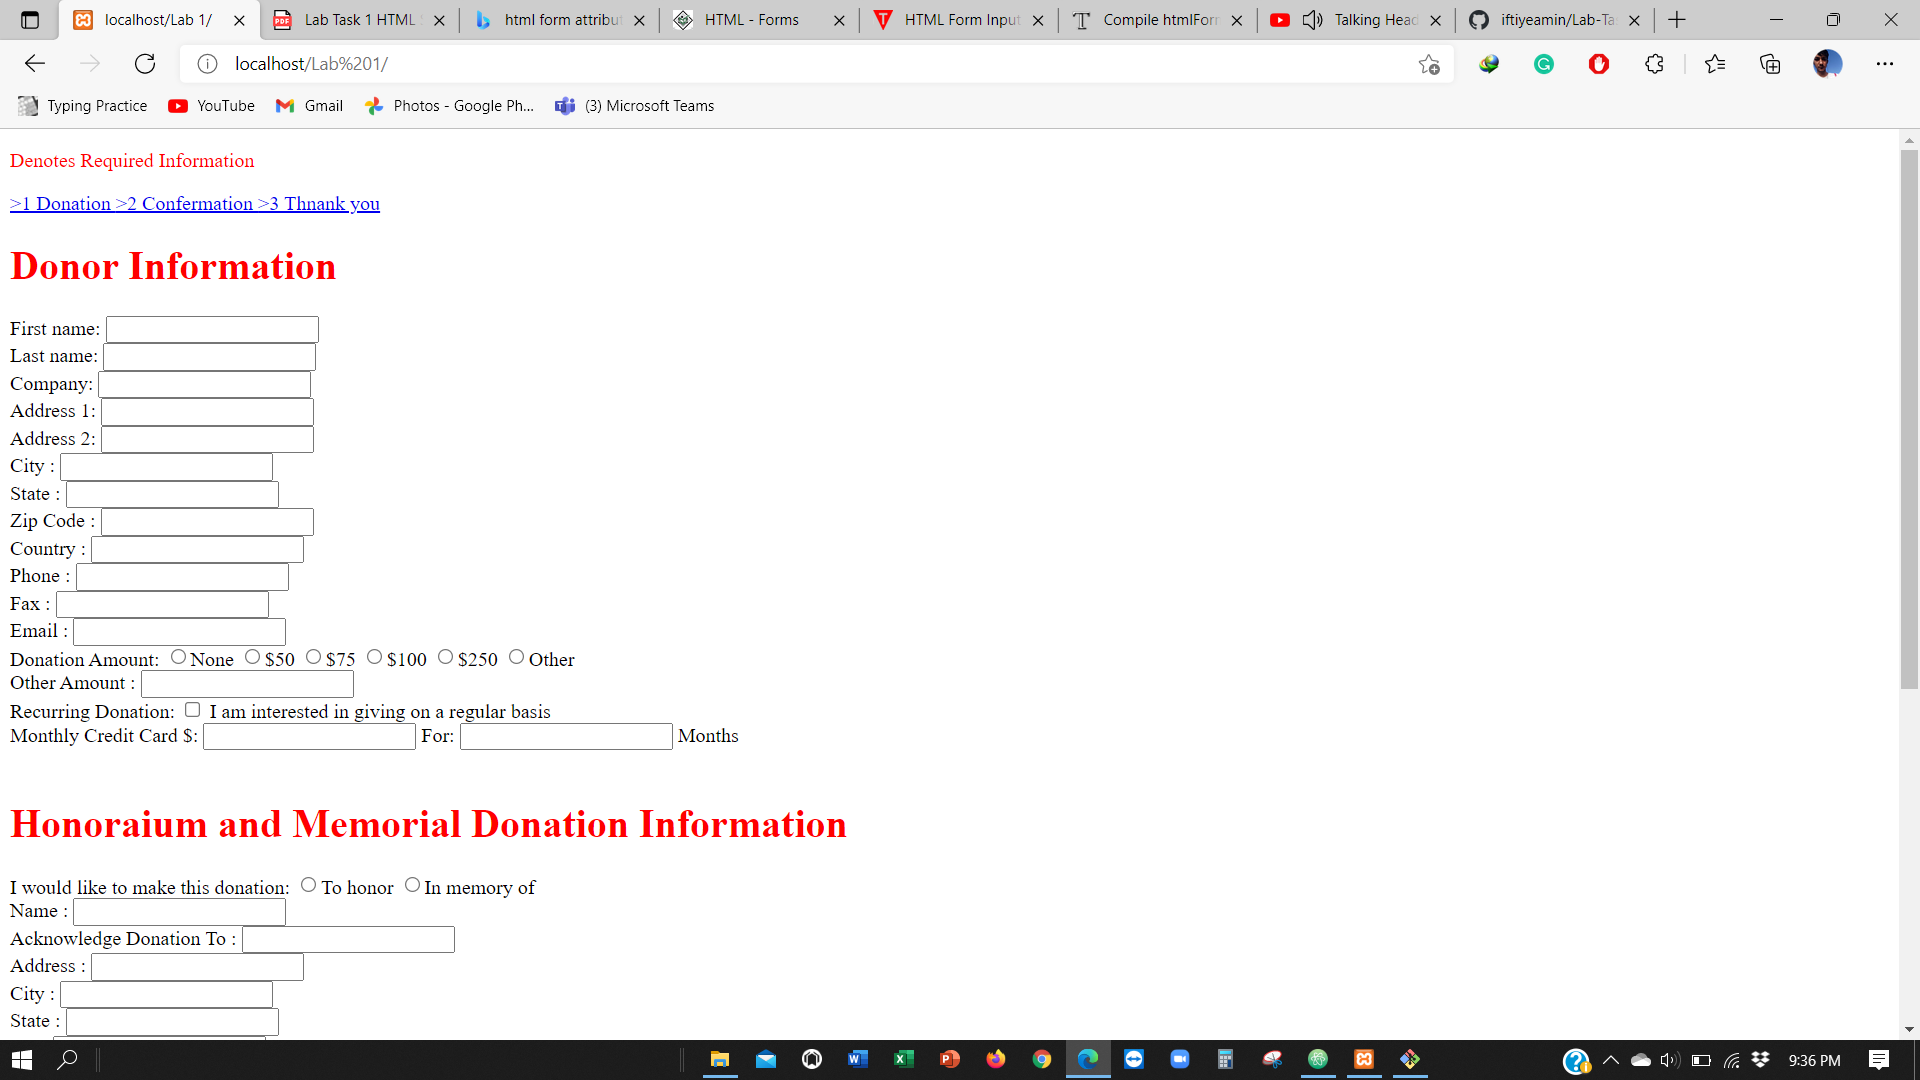 localhost/Lab 1/
Lab Task 1 HTML
html form attribut
HTML - Forms
HTML Form Input
Compile htmlForm
Talking Head
iftiyeamin/Lab-Ta
localhost/Lab%201/
Typing Practice
YouTube
Gmail
Photos - Google Ph...
(3) Microsoft Teams
Denotes Required Information
>1 Donation >2 Confermation >3 Thnank you
Donor Information
First name:
Last name:
Company:
Address 1:
Address 2:
City :
State :
Zip Code :
Country :
Phone :
Fax :
Email :
Donation Amount: None $50 $75 $100 $250 Other
Other Amount :
Recurring Donation: I am interested in giving on a regular basis
Monthly Credit Card $: For: Months
Honoraium and Memorial Donation Information
I would like to make this donation: To honor In memory of
Name :
Acknowledge Donation To :
Address :
City :
State :
9:36 PM